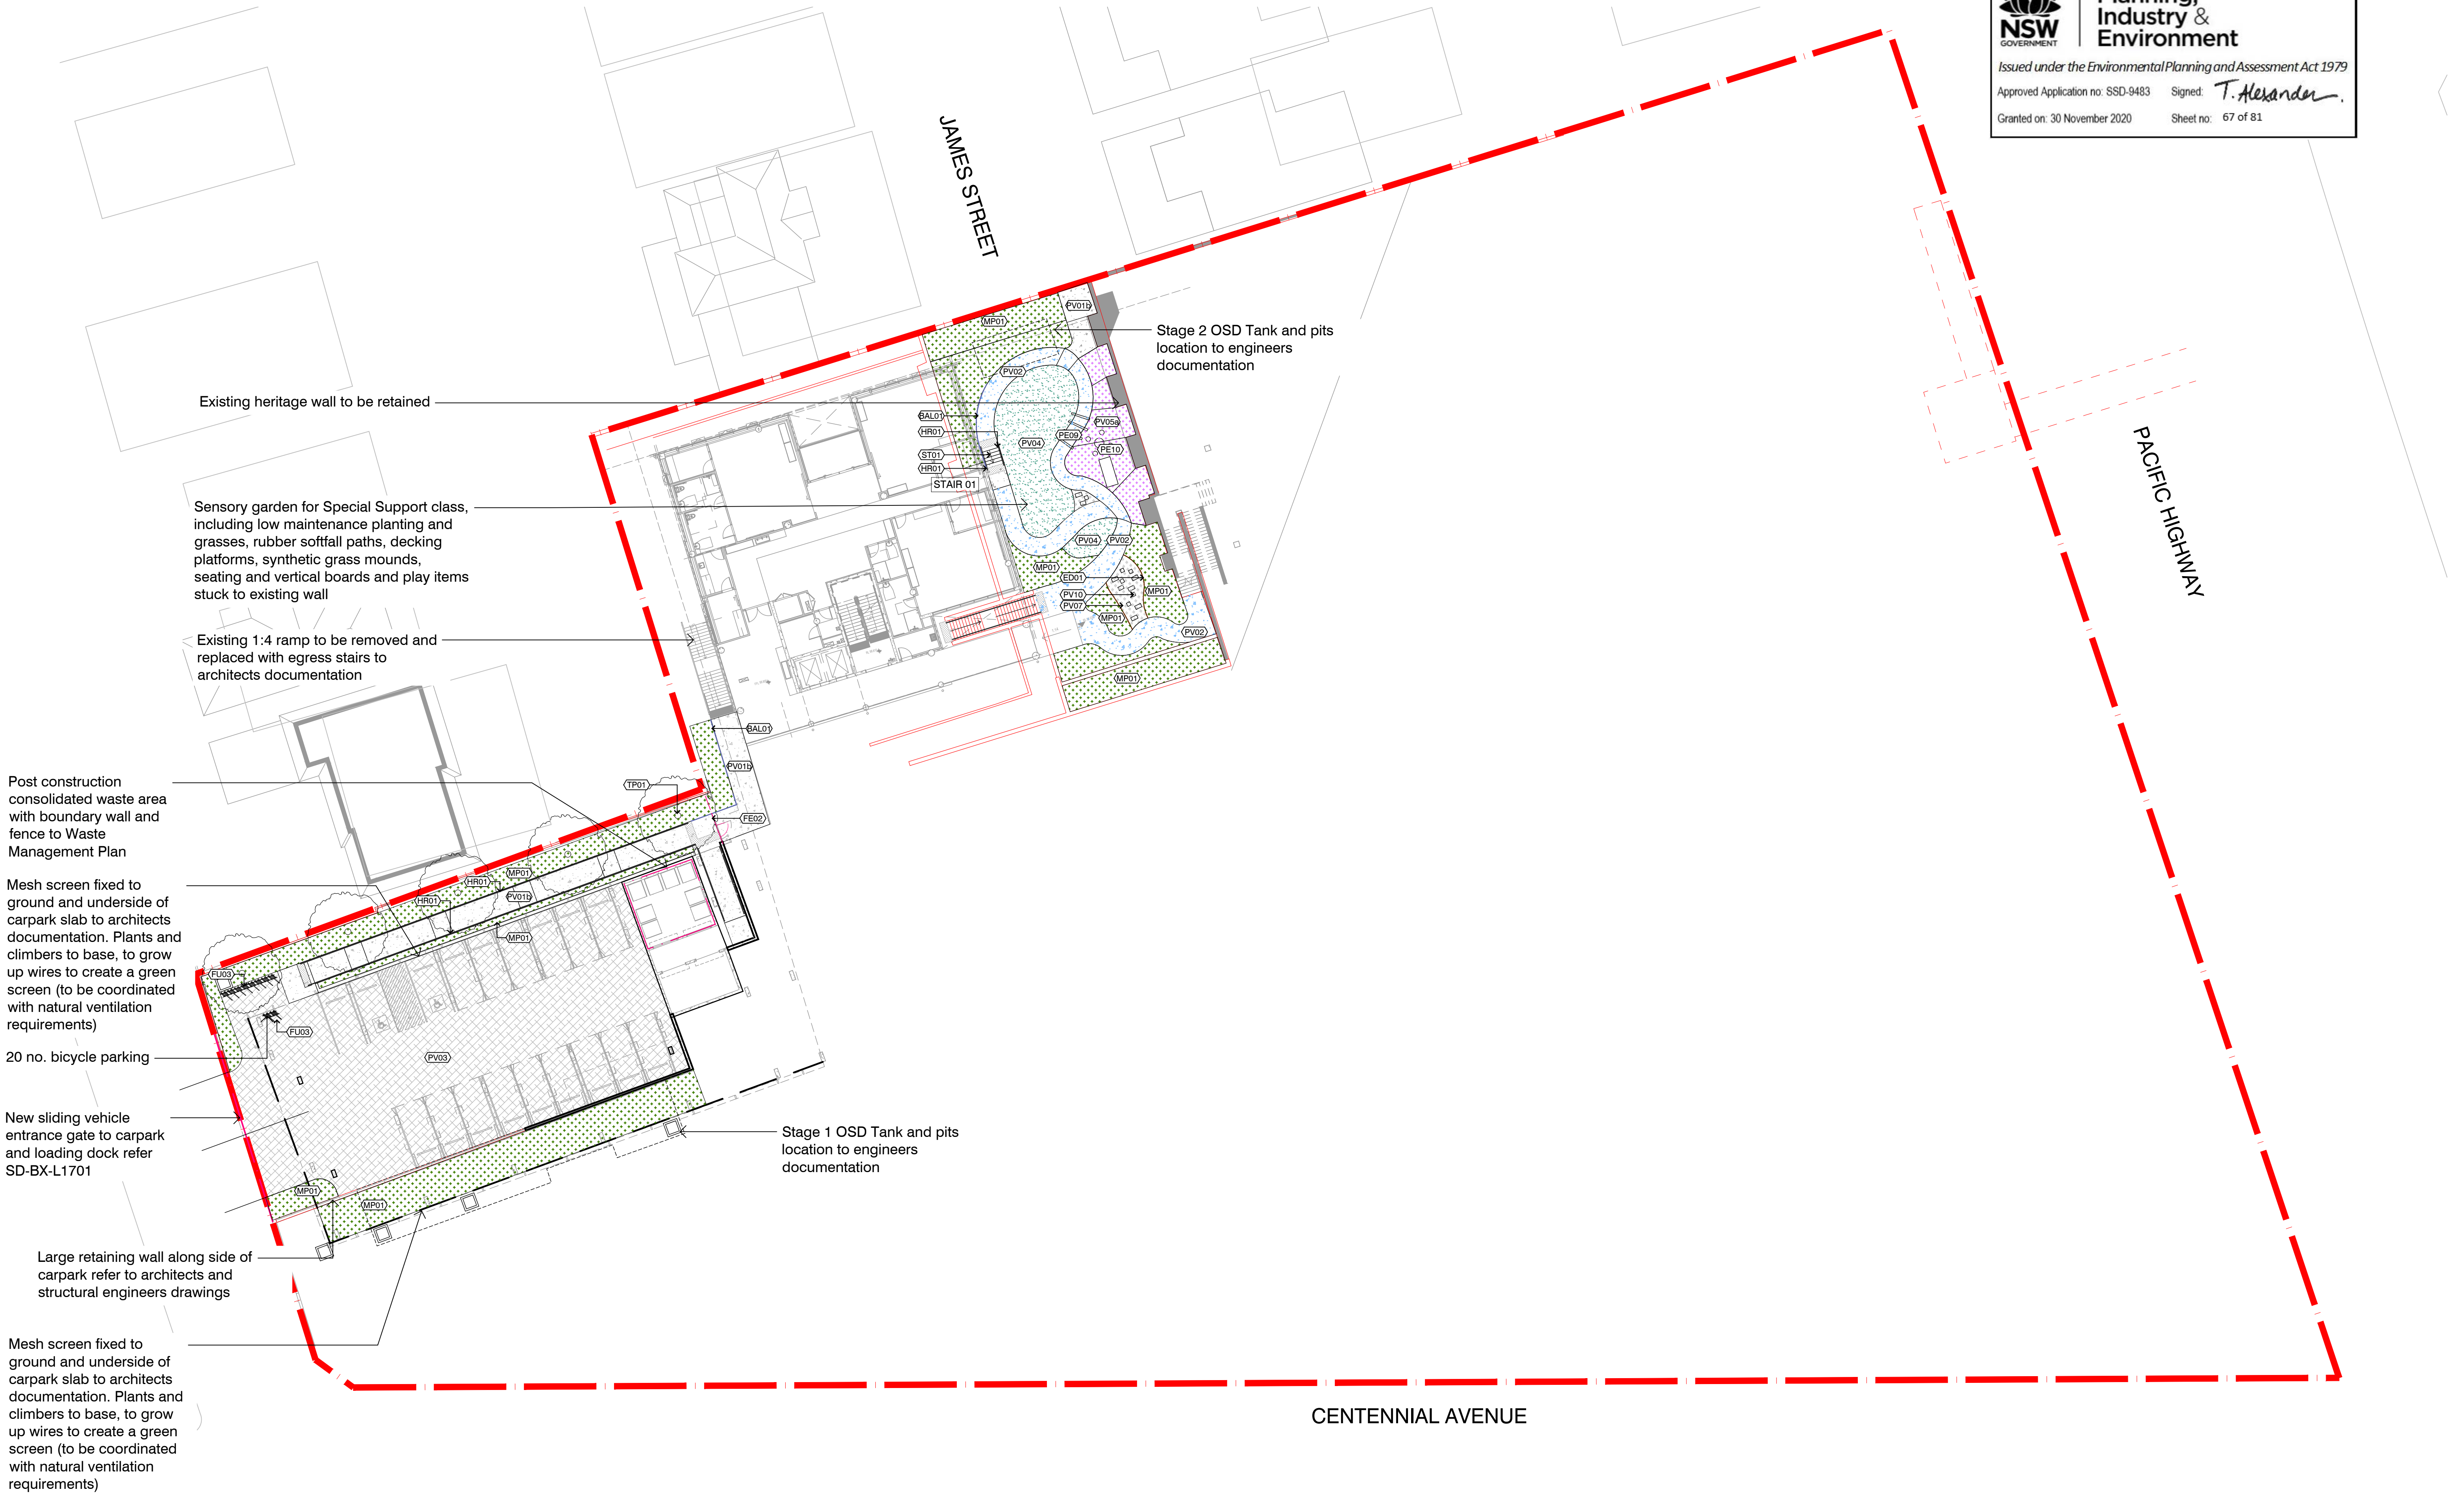 Planning,
Industry &
Environment
NSW
GOVERNMENT
Issued under the Environmental Planning and Assessment Act 1979
Approved Application no: SSD-9483 Signed: T. Alexander.
Granted on: 30 November 2020 Sheet no: 67 of 81
JAMES STREET
PACIFIC HIGHWAY
CENTENNIAL AVENUE
Stage 2 OSD Tank and pits
location to engineers
documentation
Existing heritage wall to be retained
Sensory garden for Special Support class,
including low maintenance planting and
grasses, rubber softfall paths, decking
platforms, synthetic grass mounds,
seating and vertical boards and play items
stuck to existing wall
Existing 1:4 ramp to be removed and
replaced with egress stairs to
architects documentation
Post construction
consolidated waste area
with boundary wall and
fence to Waste
Management Plan
Mesh screen fixed to
ground and underside of
carpark slab to architects
documentation. Plants and
climbers to base, to grow
up wires to create a green
screen (to be coordinated
with natural ventilation
requirements)
20 no. bicycle parking
New sliding vehicle
entrance gate to carpark
and loading dock refer
SD-BX-L1701
Large retaining wall along side of
carpark refer to architects and
structural engineers drawings
Mesh screen fixed to
ground and underside of
carpark slab to architects
documentation. Plants and
climbers to base, to grow
up wires to create a green
screen (to be coordinated
with natural ventilation
requirements)
Stage 1 OSD Tank and pits
location to engineers
documentation
PV01b
MP01
PV02
BAL01
HR01
ST01
HR01
STAIR 01
PV04
PE09
PV05a
PE10
PV04
PV02
MP01
ED01
PV10
PV07
MP01
MP01
PV02
MP01
BAL01
PV01b
TP01
FE02
MP01
HR01
PV01b
HR01
MP01
FU03
FU03
PV03
MP01
MP01